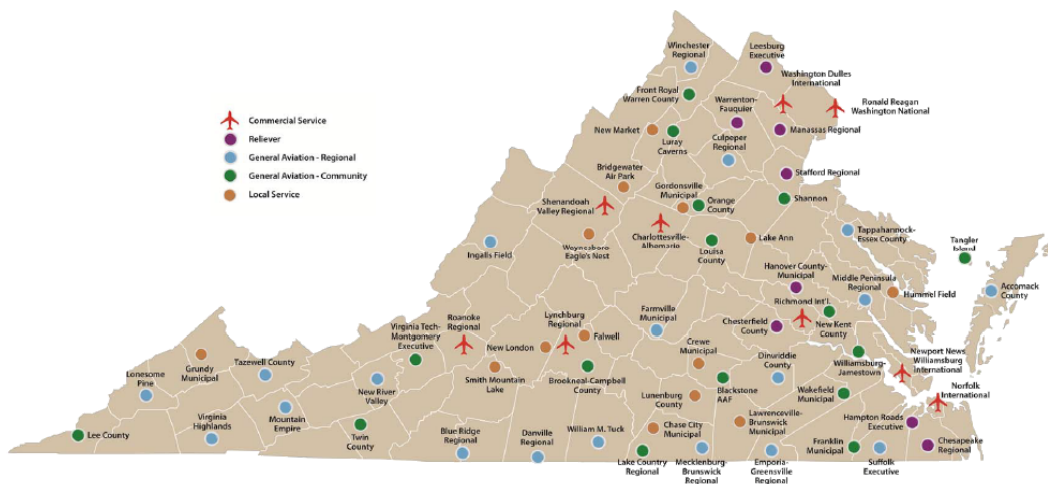 Commercial Service
Reliever
General Aviation - Regional
General Aviation - Community
Local Service
Winchester
Regional
Leesburg
Executive
Washington Dulles
International
Ronald Reagan
Washington National
Front Royal
Warren County
Warrenton-
Fauquier
Manassas Regional
New Market
Luray
Caverns
Culpeper
Regional
Bridgewater
Air Park
Gordonsville
Municipal
Stafford Regional
Shenandoah
Valley Regional
Orange
County
Shannon
Charlottesville-
Albemarle
Waynesboro
Eagle's Nest
Ingalls Field
Louisa
County
Lake Ann
Tappahannock-
Essex County
Tangier
Island
Hanover County-
Municipal
Middle Peninsula
Regional
Hummel Field
Accomack
County
Richmond Int'l.
New Kent
County
Chesterfield
County
Farmville
Municipal
Lynchburg
Regional
Falwell
Roanoke
Regional
Virginia Tech-
Montgomery
Executive
New London
Smith Mountain
Lake
Brookneal-Campbell
County
Crewe
Municipal
Dinwiddie
County
Williamsburg-
Jamestown
Newport News
Williamsburg
International
Norfolk
International
Grundy
Municipal
Tazewell County
Lonesome
Pine
New River
Valley
Lunenburg
County
Blackstone
AAF
Wakefield
Municipal
Hampton Roads
Executive
Lee County
Virginia
Highlands
Mountain
Empire
Twin
County
Blue Ridge
Regional
Danville
Regional
William M. Tuck
Chase City
Municipal
Lawrenceville-
Brunswick
Municipal
Lake Country
Regional
Mecklenburg-
Brunswick
Regional
Emporia-
Greensville
Regional
Franklin
Municipal
Suffolk
Executive
Chesapeake
Regional